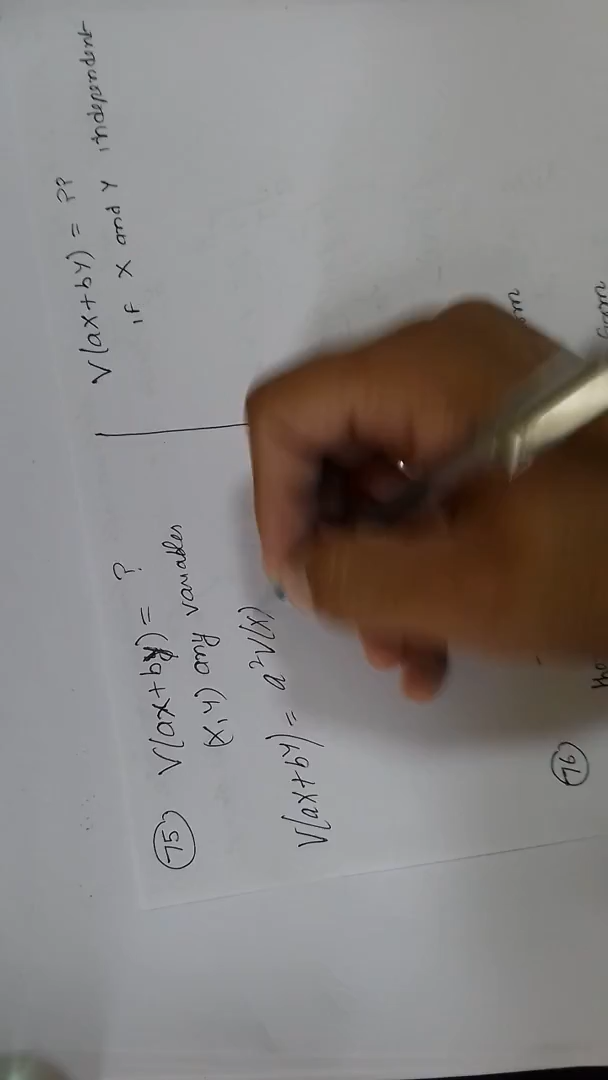 75) V(ax+by) = ?
(x,y) any variables
V(ax+by) = a²V(x)
V(ax+by) = ??
if x and y independent
76